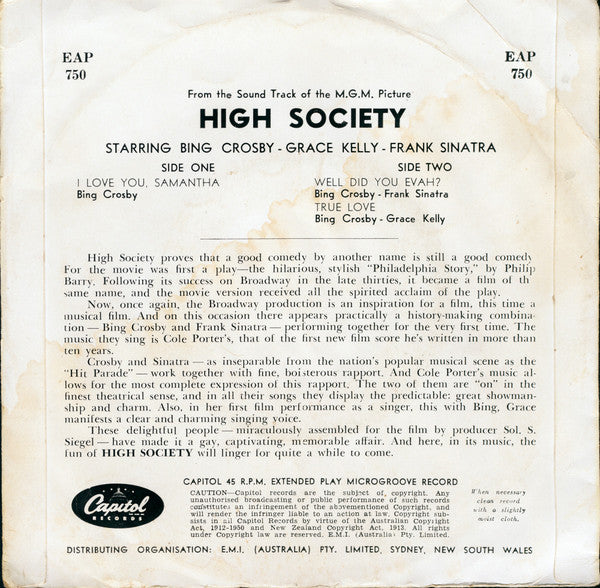 EAP
750
EAP
750
From the Sound Track of the M.G.M. Picture
HIGH SOCIETY
STARRING BING CROSBY - GRACE KELLY - FRANK SINATRA
SIDE ONE
I LOVE YOU, SAMANTHA
Bing Crosby
SIDE TWO
WELL DID YOU EVAH?
Bing Crosby - Frank Sinatra
TRUE LOVE
Bing Crosby - Grace Kelly
High Society proves that a good comedy by another name is still a good comedy
For the movie was first a play—the hilarious, stylish “Philadelphia Story,” by Philip
Barry. Following its success on Broadway in the late thirties, it became a film of th
same name, and the movie version received all the spirited acclaim of the play.
Now, once again, the Broadway production is an inspiration for a film, this time a
musical film. And on this occasion there appears practically a history-making combina-
tion — Bing Crosby and Frank Sinatra — performing together for the very first time. The
music they sing is Cole Porter’s, that of the first new film score he’s written in more than
ten years.
Crosby and Sinatra — as inseparable from the nation’s popular musical scene as the
“Hit Parade” — work together with fine, boisterous rapport. And Cole Porter’s music al-
lows for the most complete expression of this rapport. The two of them are “on” in the
finest theatrical sense, and in all their songs they display the predictable: great showman-
ship and charm. Also, in her first film performance as a singer, this with Bing, Grace
manifests a clear and charming singing voice.
These delightful people — miraculously assembled for the film by producer Sol. S.
Siegel — have made it a gay, captivating, memorable affair. And here, in its music, the
fun of HIGH SOCIETY will linger for quite a while to come.
Capitol
RECORDS
CAPITOL 45 R.P.M. EXTENDED PLAY MICROGROOVE RECORD
CAUTION—Capitol records are the subject of, copyright. Any
unauthorised broadcasting or public performance of such records
constitutes an infringement of the abovementioned Copyright, and
will render the infringer liable to an action at law. Copyright sub-
sists in all Capitol Records by virtue of the Australian Copyright
Act, 1912-1950 and New Zealand Copyright Act, 1913. All rights
under Copyright law are reserved. E.M.I. (Australia) Pty. Limited.
When necessary
clean record
with a slightly
moist cloth.
DISTRIBUTING ORGANISATION: E.M.I. (AUSTRALIA) PTY. LIMITED, SYDNEY, NEW SOUTH WALES